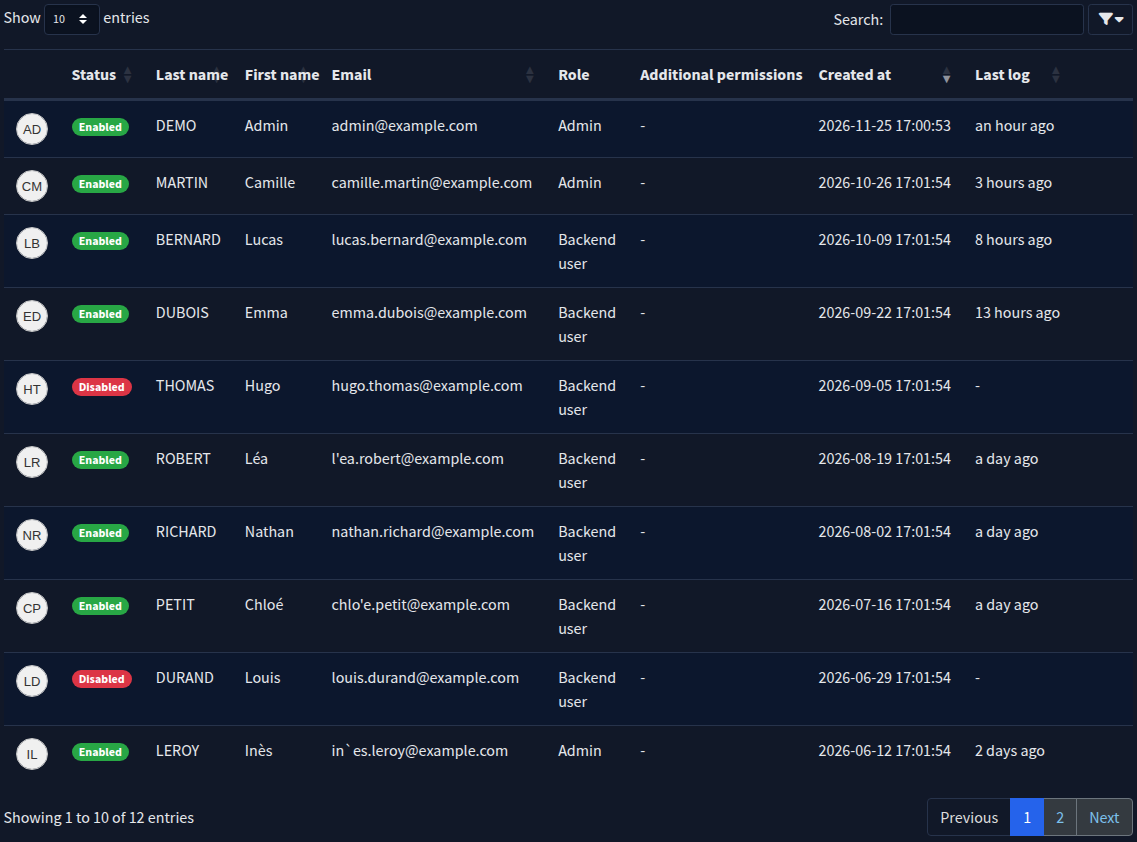 Show 10 entries Search:
Status Last name First name Email Role Additional permissions Created at Last log
AD Enabled DEMO Admin admin@example.com Admin - 2026-11-25 17:00:53 an hour ago
CM Enabled MARTIN Camille camille.martin@example.com Admin - 2026-10-26 17:01:54 3 hours ago
LB Enabled BERNARD Lucas lucas.bernard@example.com Backend - 2026-10-09 17:01:54 8 hours ago
user
ED Enabled DUBOIS Emma emma.dubois@example.com Backend - 2026-09-22 17:01:54 13 hours ago
user
HT Disabled THOMAS Hugo hugo.thomas@example.com Backend - 2026-09-05 17:01:54 -
user
LR Enabled ROBERT Léa l'ea.robert@example.com Backend - 2026-08-19 17:01:54 a day ago
user
NR Enabled RICHARD Nathan nathan.richard@example.com Backend - 2026-08-02 17:01:54 a day ago
user
CP Enabled PETIT Chloé chlo'e.petit@example.com Backend - 2026-07-16 17:01:54 a day ago
user
LD Disabled DURAND Louis louis.durand@example.com Backend - 2026-06-29 17:01:54 -
user
IL Enabled LEROY Inès in`es.leroy@example.com Admin - 2026-06-12 17:01:54 2 days ago
Showing 1 to 10 of 12 entries Previous 1 2 Next